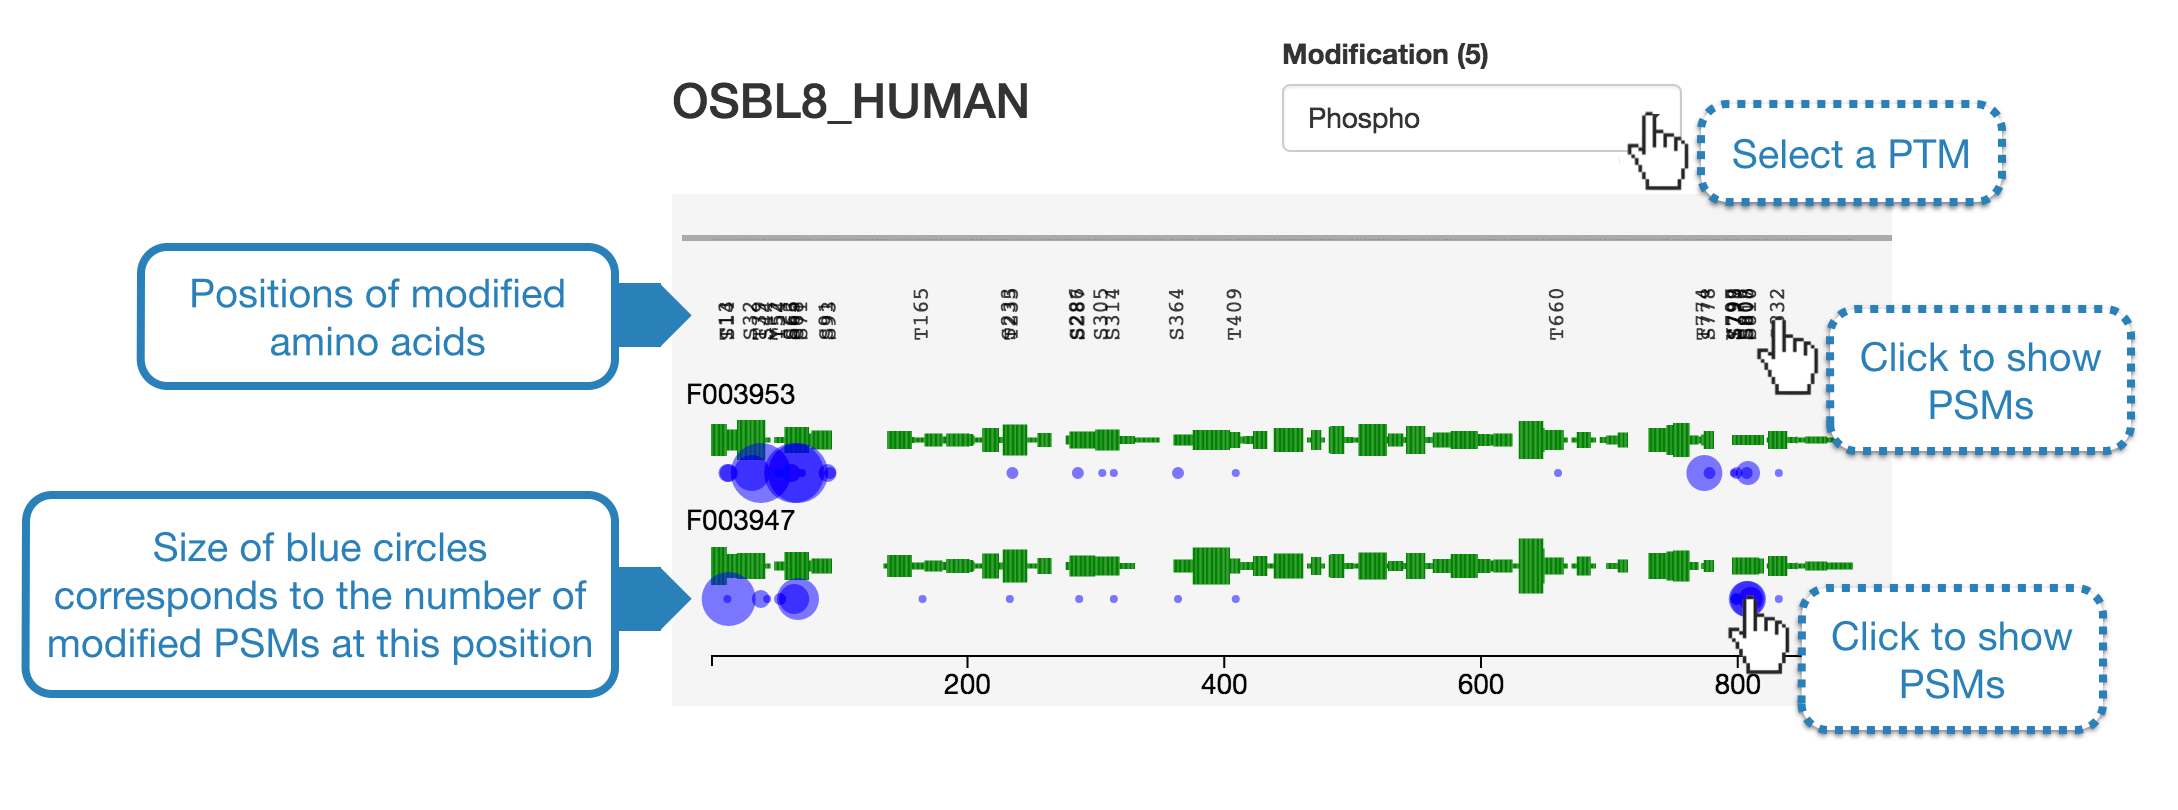 Modification (5)
OSBL8_HUMAN
Phospho
Select a PTM
Positions of modified
amino acids
T165
S305
S314
S364
T409
T660
S778
Click to show
PSMs
F003953
F003947
Size of blue circles
corresponds to the number of
modified PSMs at this position
Click to show
PSMs
200
400
600
800